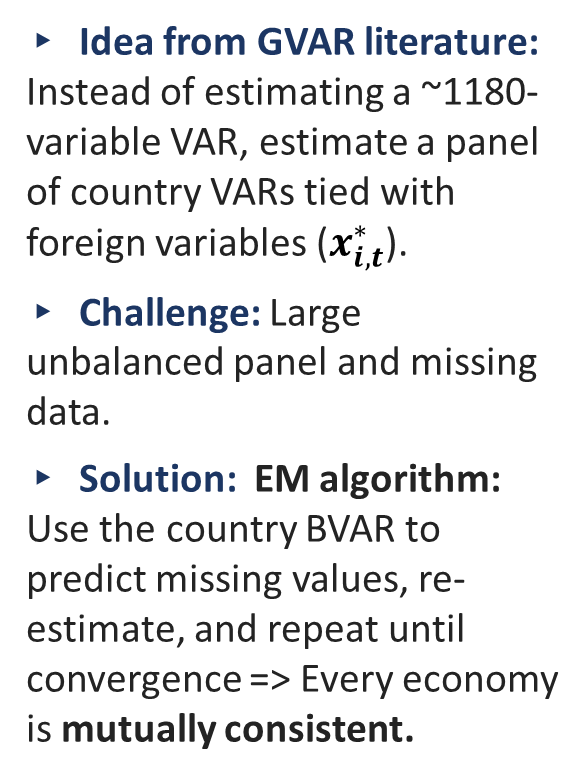 ▸ Idea from GVAR literature:
Instead of estimating a ~1180-
variable VAR, estimate a panel
of country VARs tied with
foreign variables (x*i,t).
▸ Challenge: Large
unbalanced panel and missing
data.
▸ Solution: EM algorithm:
Use the country BVAR to
predict missing values, re-
estimate, and repeat until
convergence => Every economy
is mutually consistent.